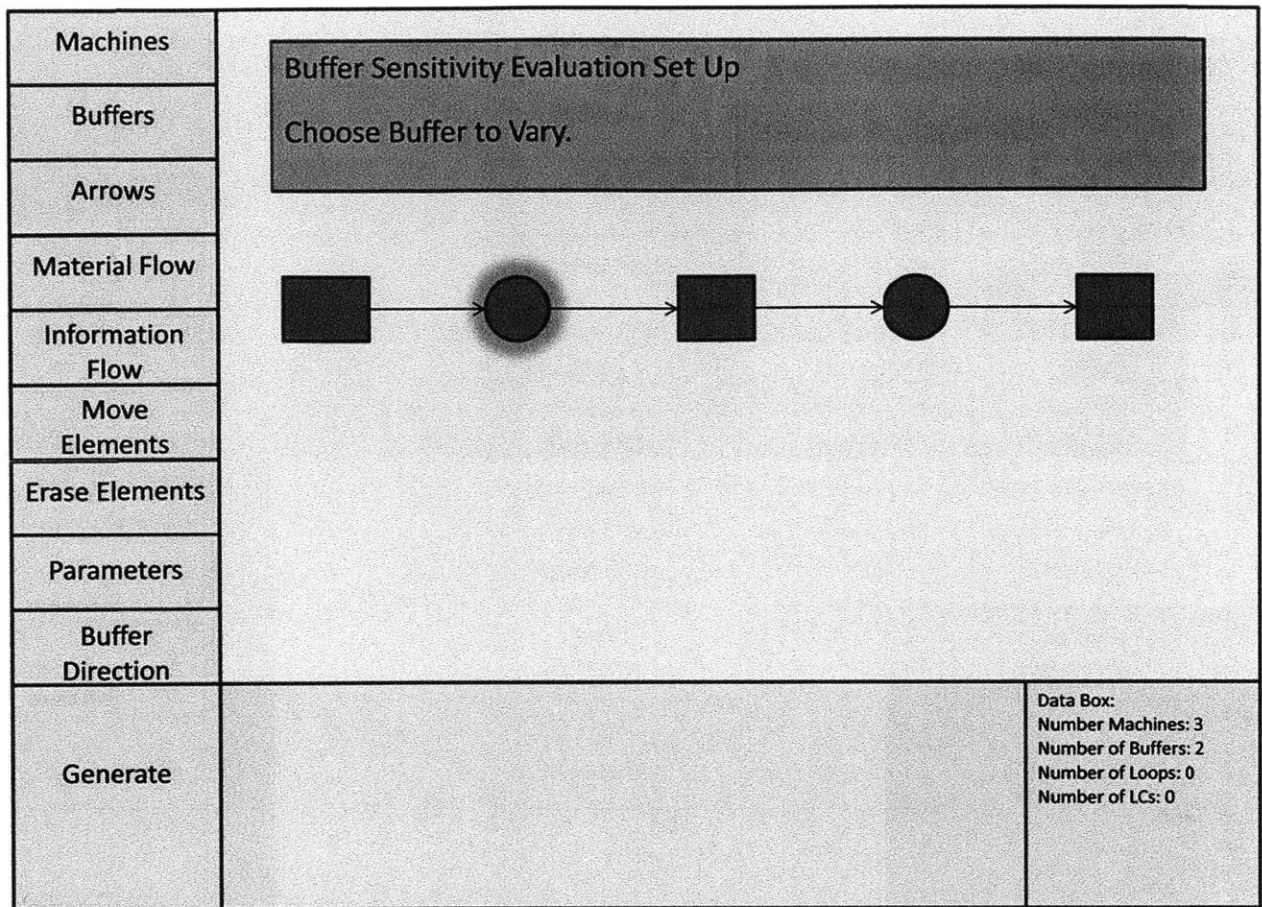 Machines
Buffers
Arrows
Material Flow
Information
Flow
Move
Elements
Erase Elements
Parameters
Buffer
Direction
Generate
Buffer Sensitivity Evaluation Set Up
Choose Buffer to Vary.
Data Box:
Number Machines: 3
Number of Buffers: 2
Number of Loops: 0
Number of LCs: 0